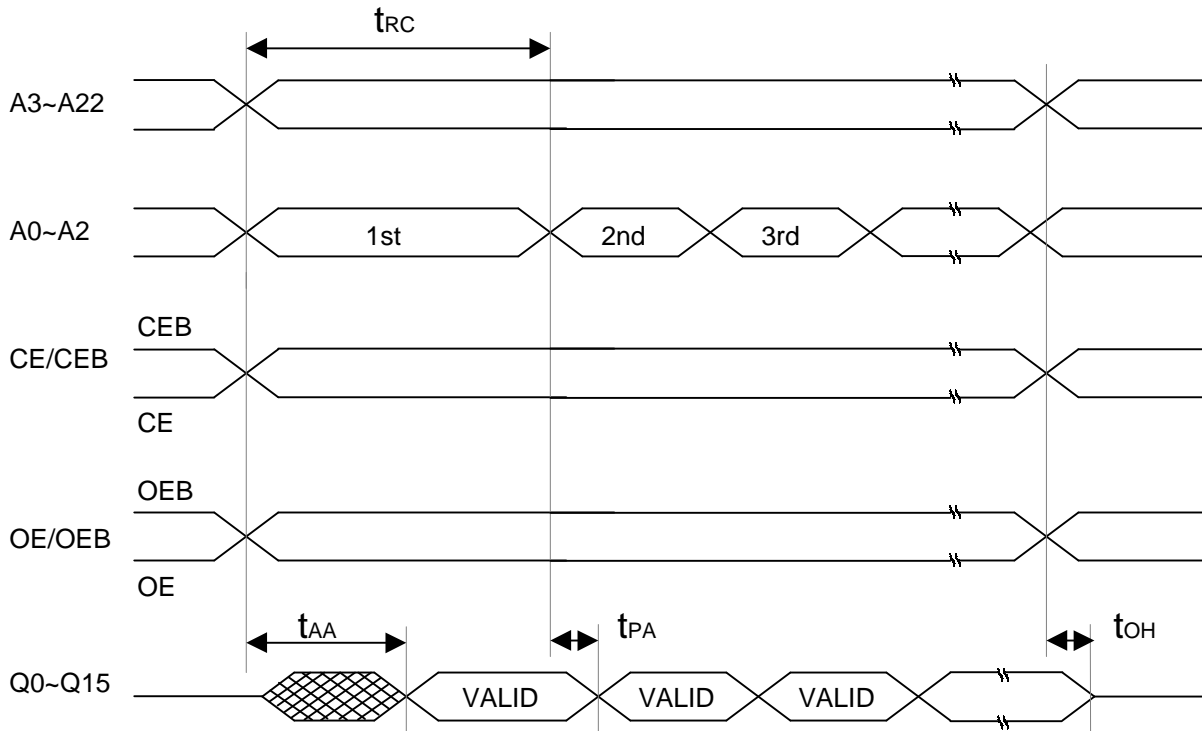 tRC
A3~A22
A0~A2
1st
2nd
3rd
CEB
CE/CEB
CE
OEB
OE/OEB
OE
tAA
tPA
tOH
Q0~Q15
VALID
VALID
VALID